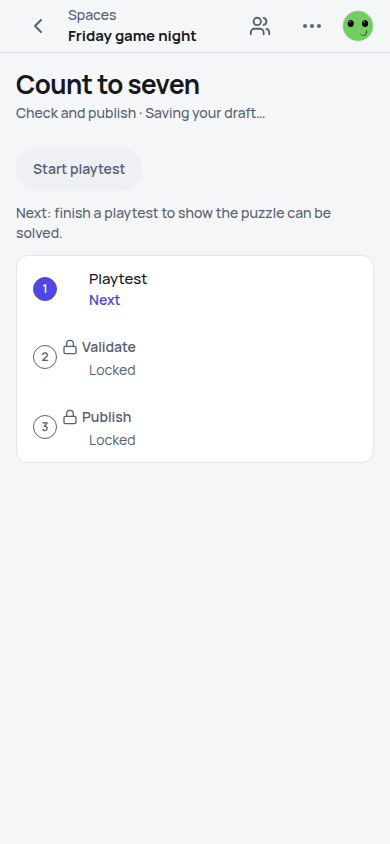 Spaces
Friday game night
Count to seven
Check and publish · Saving your draft…
Start playtest
Next: finish a playtest to show the puzzle can be
solved.
1
Playtest
Next
2
Validate
Locked
3
Publish
Locked